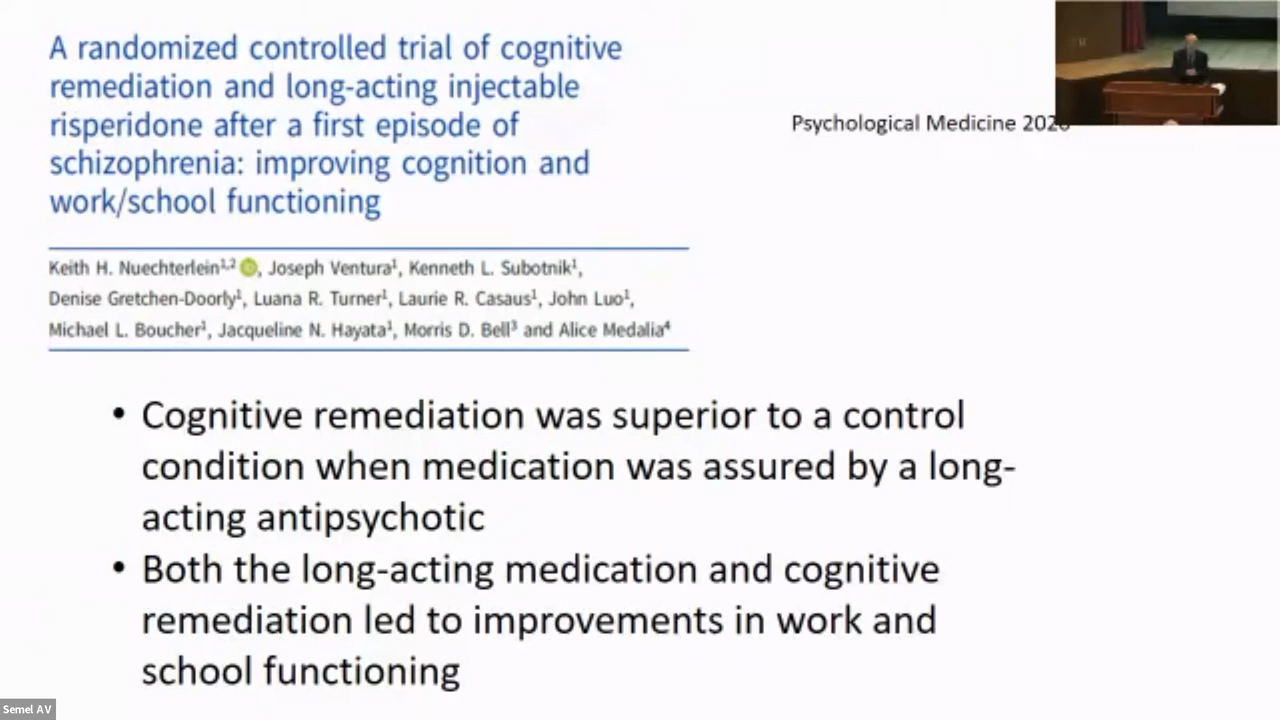 A randomized controlled trial of cognitive
remediation and long-acting injectable
risperidone after a first episode of
schizophrenia: improving cognition and
work/school functioning
Psychological Medicine
Keith H. Nuechterlein1,2, Joseph Ventura1, Kenneth L. Subotnik1,
Denise Gretchen-Doorly1, Luana R. Turner1, Laurie R. Casaus1, John Luo1,
Michael L. Boucher1, Jacqueline N. Hayata1, Morris D. Bell3 and Alice Medalia4
• Cognitive remediation was superior to a control
condition when medication was assured by a long-
acting antipsychotic
• Both the long-acting medication and cognitive
remediation led to improvements in work and
school functioning
Semel AV